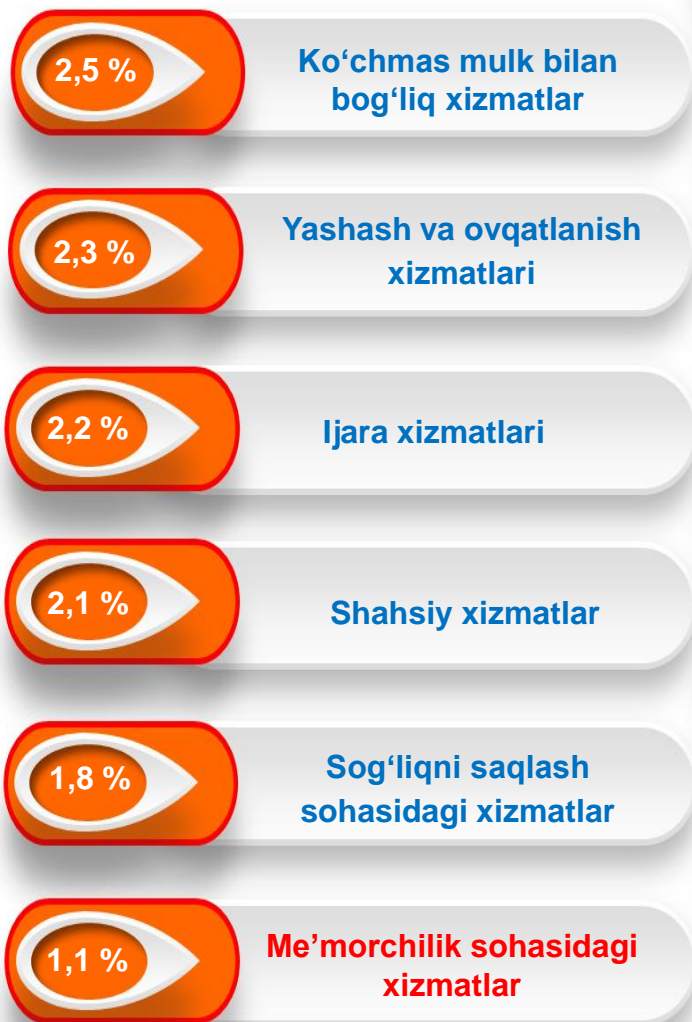 2,5 %
Ko‘chmas mulk bilan
bog‘liq xizmatlar
2,3 %
Yashash va ovqatlanish
xizmatlari
2,2 %
Ijara xizmatlari
2,1 %
Shahsiy xizmatlar
1,8 %
Sog‘liqni saqlash
sohasidagi xizmatlar
1,1 %
Me’morchilik sohasidagi
xizmatlar